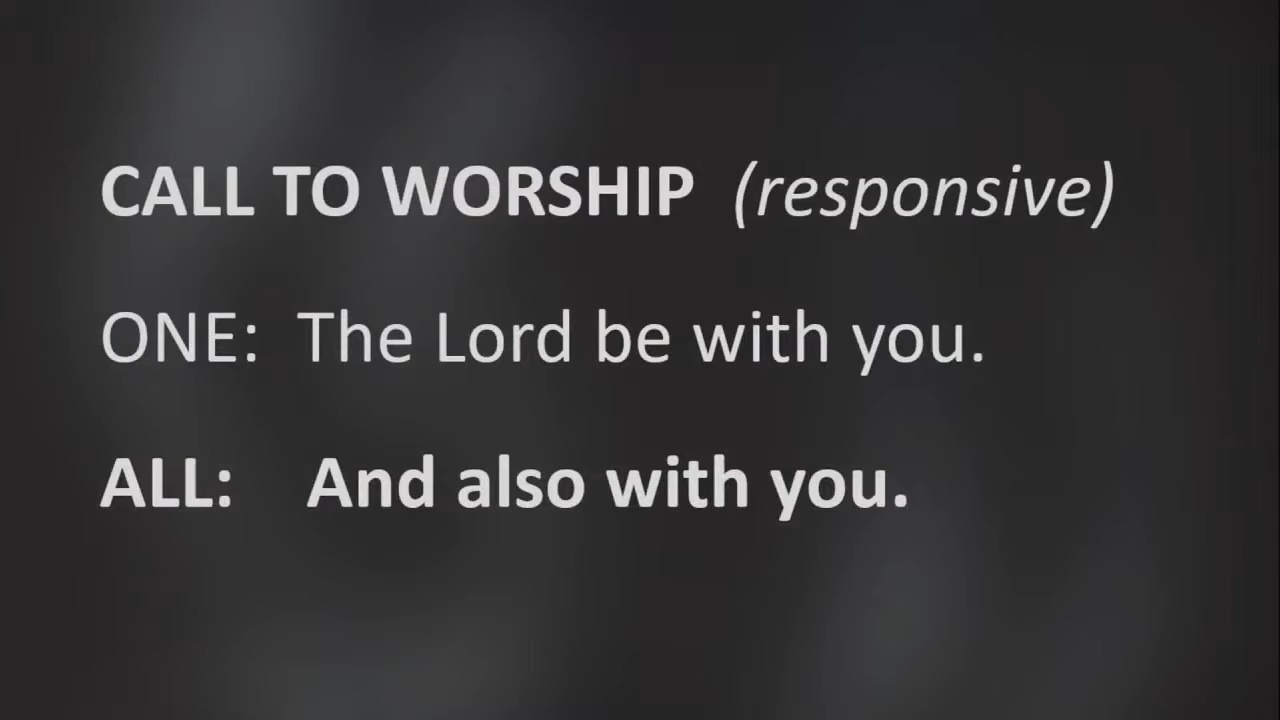 CALL TO WORSHIP (responsive)
ONE: The Lord be with you.
ALL: And also with you.